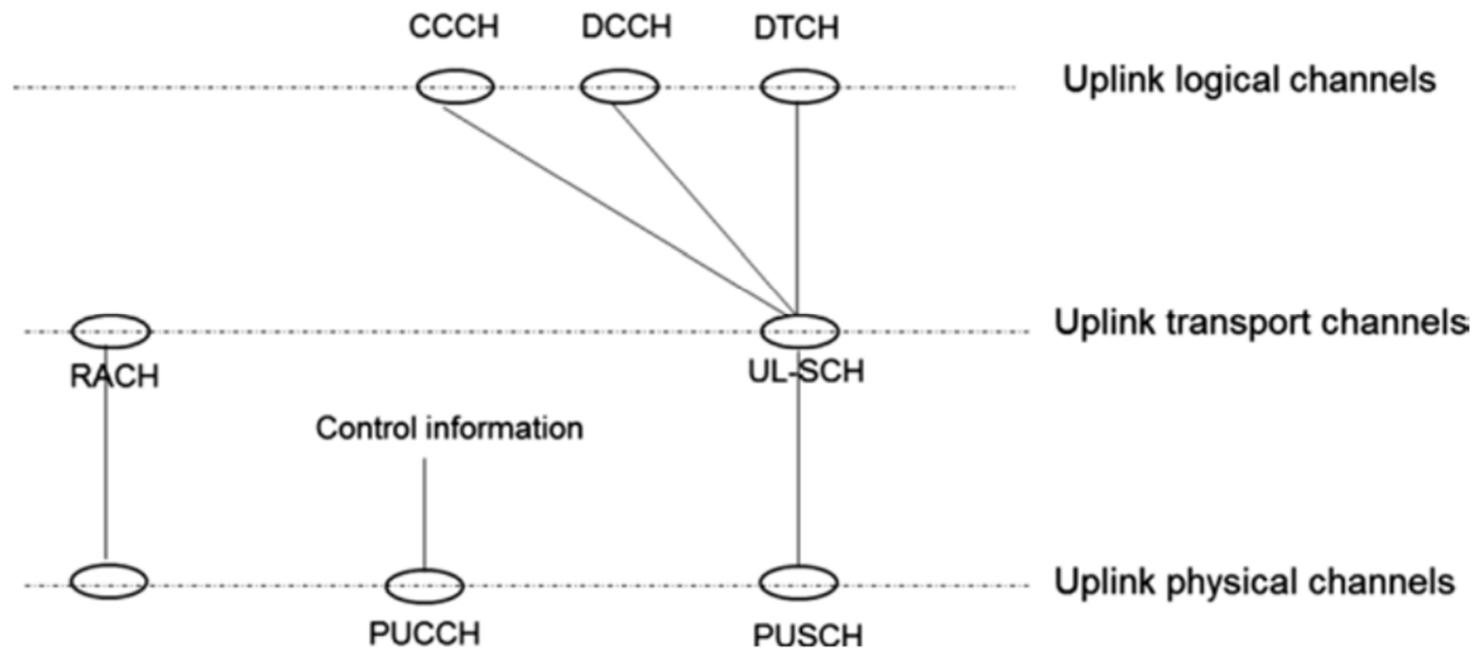 CCCH DCCH DTCH
Uplink logical channels
Uplink transport channels
RACH
UL-SCH
Control information
Uplink physical channels
PUCCH
PUSCH